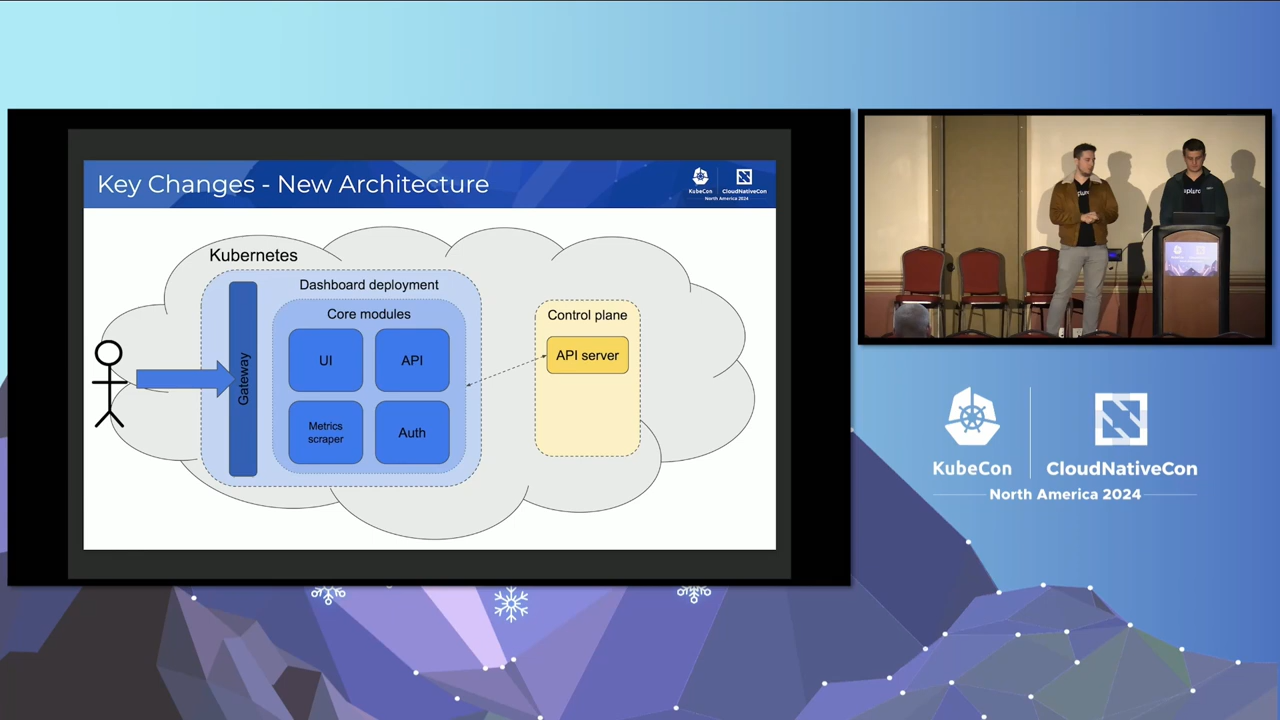 Key Changes - New Architecture
KubeCon
CloudNativeCon
North America 2024
Kubernetes
Dashboard deployment
Core modules
UI
API
Gateway
Metrics
scraper
Auth
Control plane
API server
KubeCon
CloudNativeCon
North America 2024